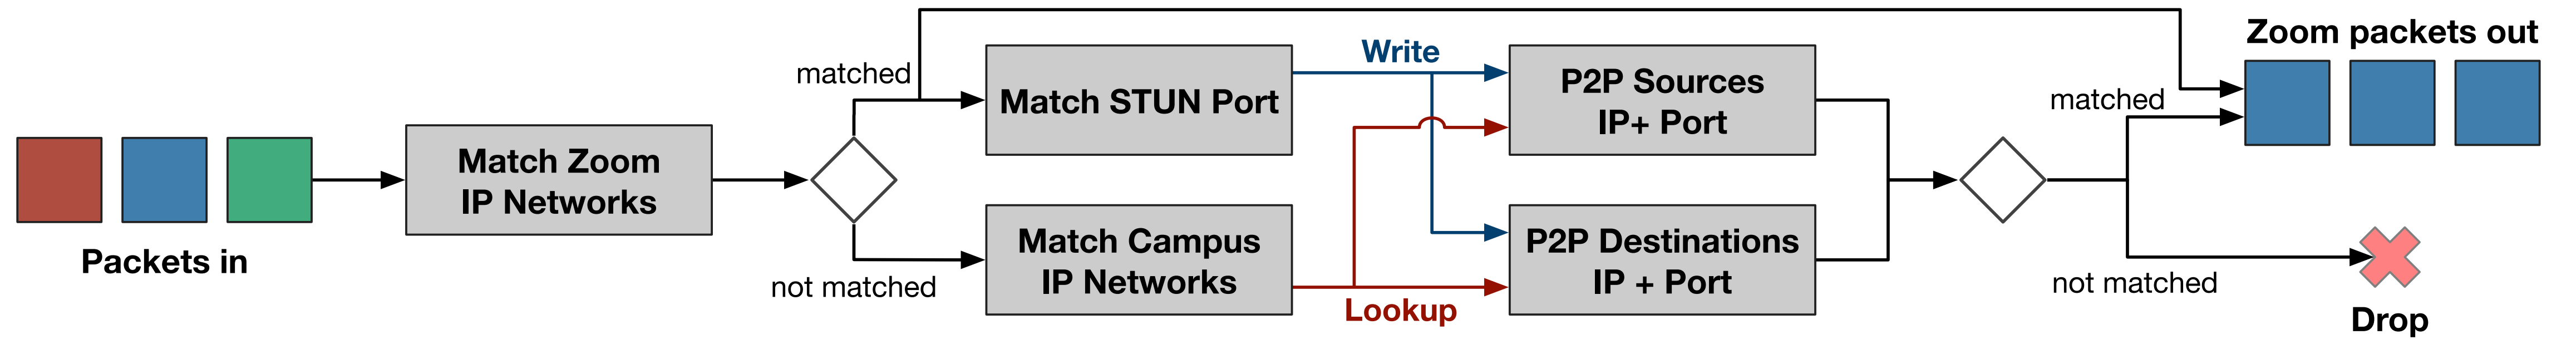 Packets in
Match Zoom
IP Networks
matched
not matched
Match STUN Port
Match Campus
IP Networks
Write
Lookup
P2P Sources
IP+ Port
P2P Destinations
IP + Port
matched
not matched
Zoom packets out
Drop